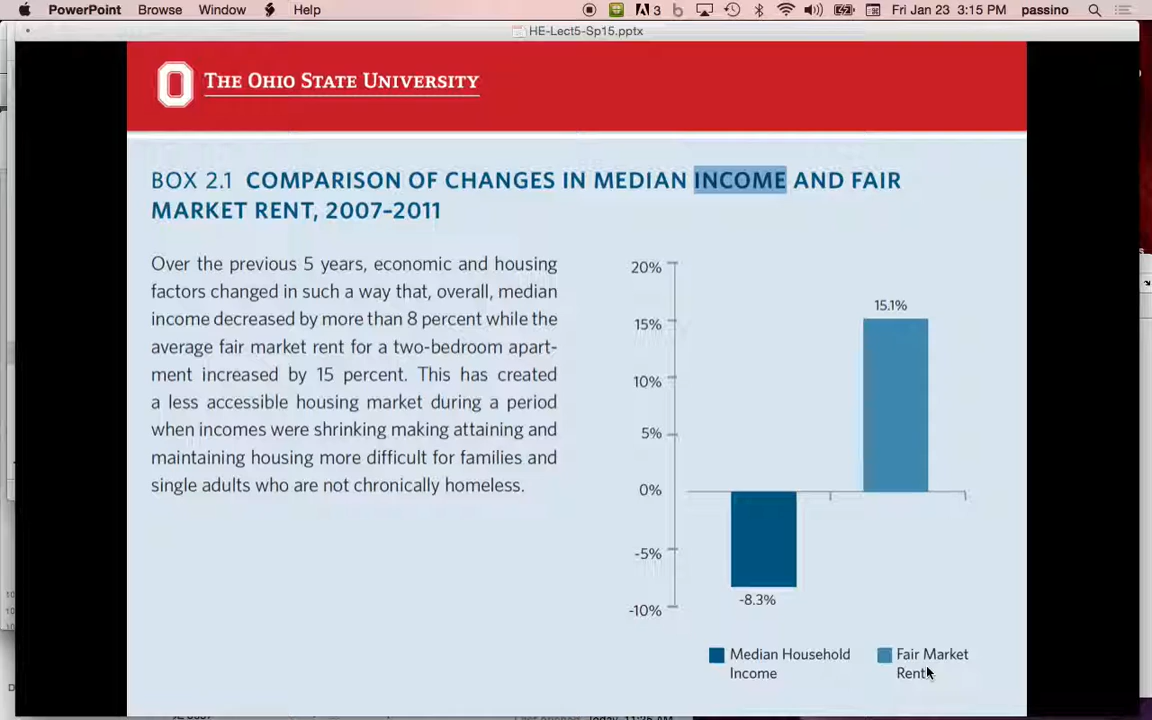 PowerPoint Browse Window Help 3 Fri Jan 23 3:15 PM passino
HE-Lect5-Sp15.pptx
THE OHIO STATE UNIVERSITY
BOX 2.1 COMPARISON OF CHANGES IN MEDIAN INCOME AND FAIR
MARKET RENT, 2007–2011
Over the previous 5 years, economic and housing
factors changed in such a way that, overall, median
income decreased by more than 8 percent while the
average fair market rent for a two-bedroom apart-
ment increased by 15 percent. This has created
a less accessible housing market during a period
when incomes were shrinking making attaining and
maintaining housing more difficult for families and
single adults who are not chronically homeless.
20%
15%
10%
5%
0%
-5%
-10%
15.1%
-8.3%
Median Household
Income
Fair Market
Rent